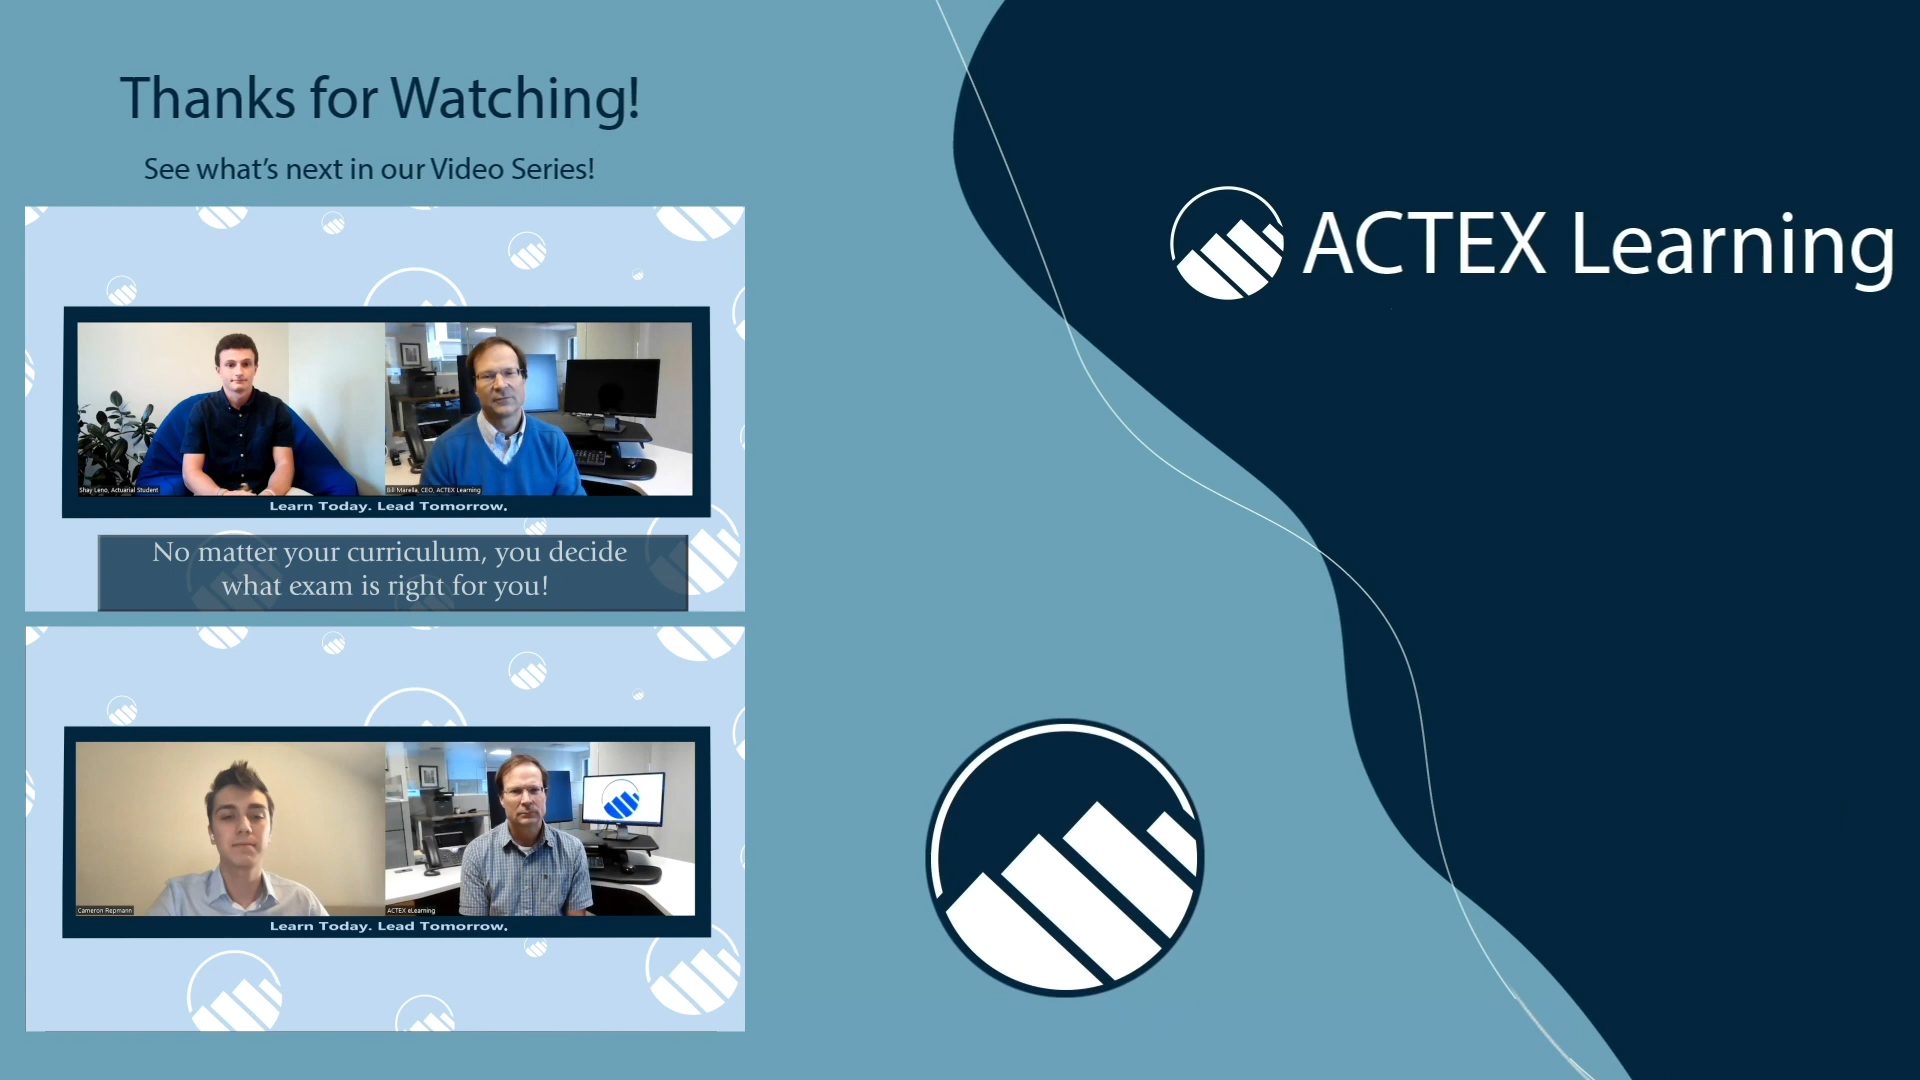 Thanks for Watching!
See what's next in our Video Series!
ACTEX Learning
Shay Leno, Actuarial Student
Bill Marella, CEO, ACTEX Learning
Learn Today. Lead Tomorrow.
No matter your curriculum, you decide
what exam is right for you!
Cameron Repmann
ACTEX eLearning
Learn Today. Lead Tomorrow.